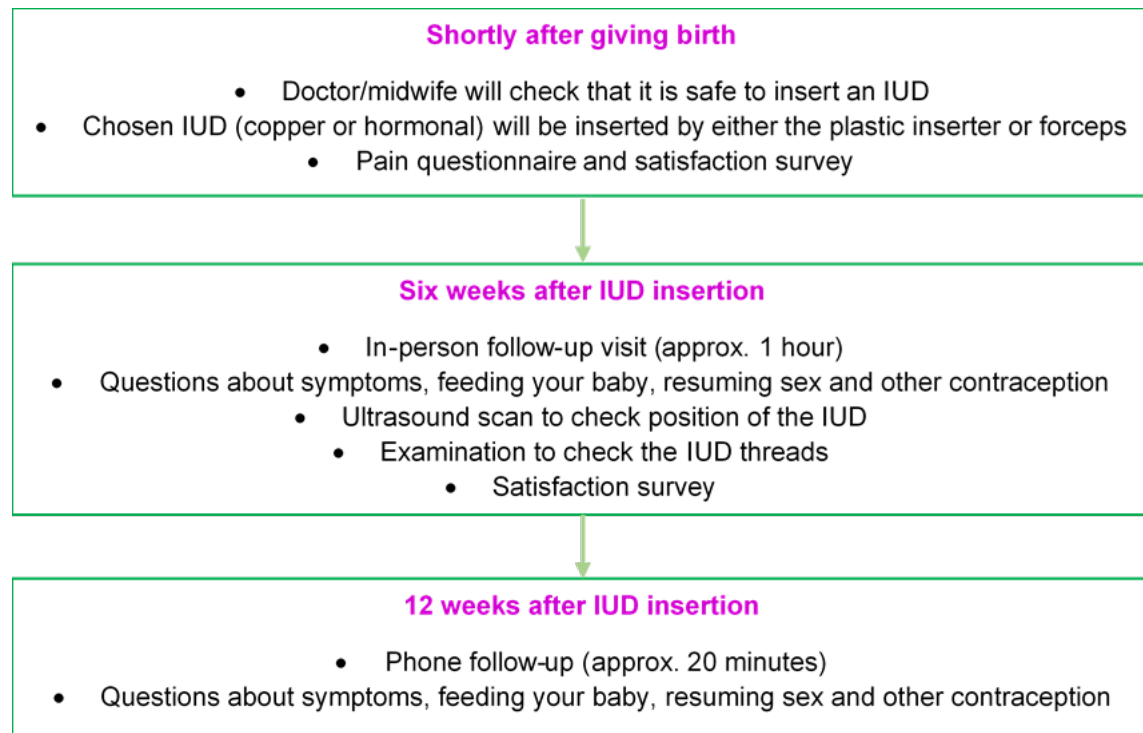 Shortly after giving birth
• Doctor/midwife will check that it is safe to insert an IUD
• Chosen IUD (copper or hormonal) will be inserted by either the plastic inserter or forceps
• Pain questionnaire and satisfaction survey
Six weeks after IUD insertion
• In-person follow-up visit (approx. 1 hour)
• Questions about symptoms, feeding your baby, resuming sex and other contraception
• Ultrasound scan to check position of the IUD
• Examination to check the IUD threads
• Satisfaction survey
12 weeks after IUD insertion
• Phone follow-up (approx. 20 minutes)
• Questions about symptoms, feeding your baby, resuming sex and other contraception